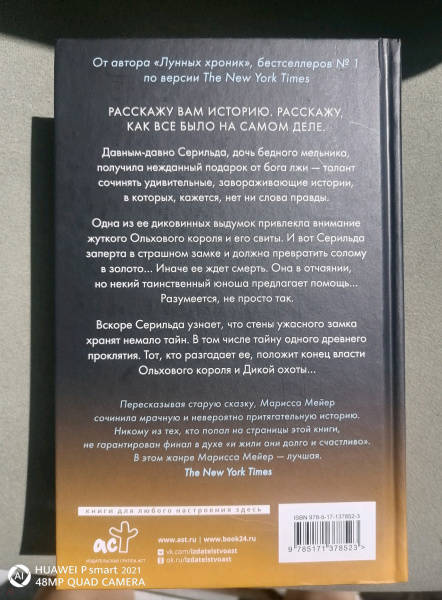 От автора «Лунных хроник», бестселлеров № 1
по версии The New York Times
РАССКАЖУ ВАМ ИСТОРИЮ. РАССКАЖУ,
КАК ВСЕ БЫЛО НА САМОМ ДЕЛЕ.
Давным-давно Серильда, дочь бедного мельника,
получила нежданный подарок от бога лжи — талант
сочинять удивительные, завораживающие истории,
в которых, кажется, нет ни слова правды.
Одна из ее диковинных выдумок привлекла внимание
жуткого Ольхового короля и его свиты. И вот Серильда
заперта в страшном замке и должна превратить солому
в золото... Иначе ее ждет смерть. Она в отчаянии,
но некий таинственный юноша предлагает помощь...
Разумеется, не просто так.
Вскоре Серильда узнает, что стены ужасного замка
хранят немало тайн. В том числе тайну одного древнего
проклятия. Тот, кто разгадает ее, положит конец власти
Ольхового короля и Дикой охоты...
Пересказывая старую сказку, Марисса Мейер
сочинила мрачную и невероятно притягательную историю.
Никому из тех, кто попал на страницы этой книги,
не гарантирован финал в духе «и жили они долго и счастливо».
В этом жанре Марисса Мейер — лучшая.
The New York Times
книги для любого настроения здесь
аст
ИЗДАТЕЛЬСКАЯ ГРУППА АСТ
www.ast.ru | www.book24.ru
vk.com/izdatelstvoast
ok.ru/izdatelstvoast
ISBN 978-5-17-137852-3
9 785171 378523 >
AI
HUAWEI P smart 2021
48MP QUAD CAMERA